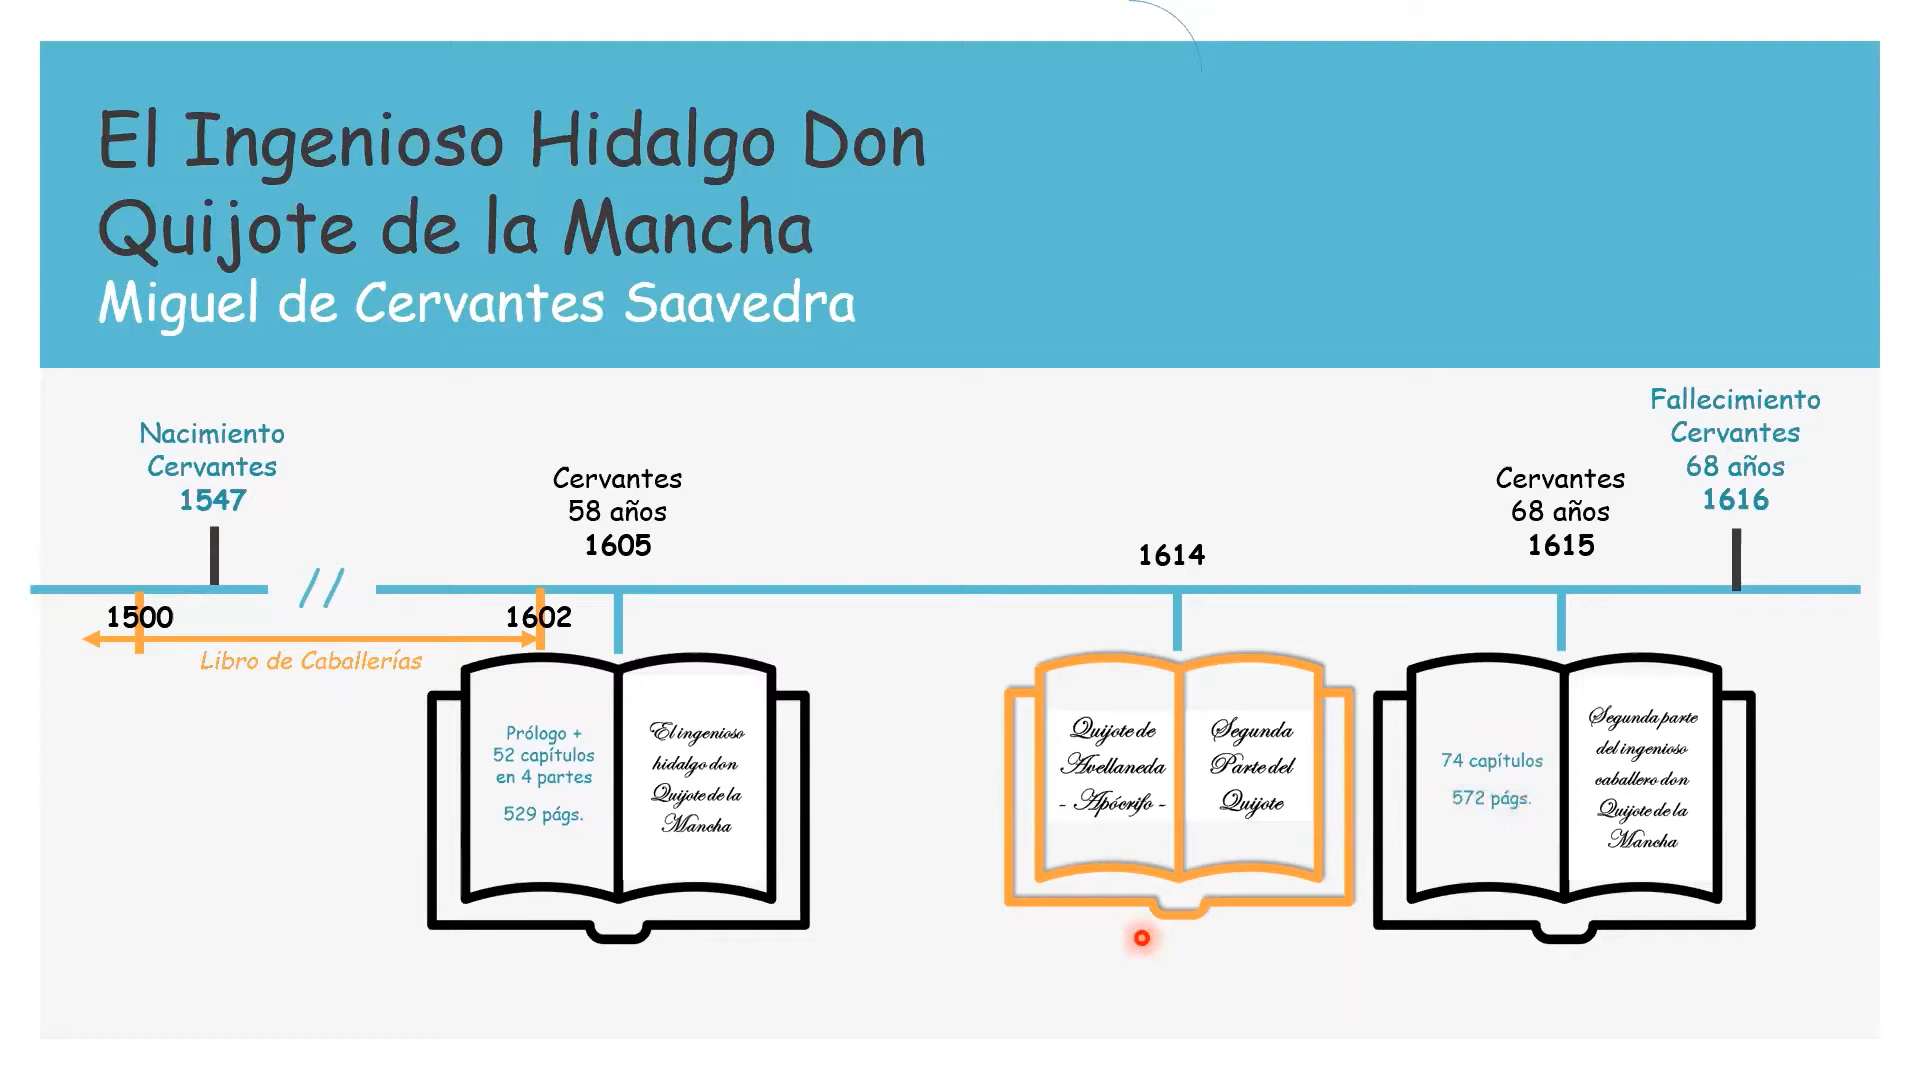 El Ingenioso Hidalgo Don
Quijote de la Mancha
Miguel de Cervantes Saavedra
Nacimiento
Cervantes
1547
Cervantes
58 años
1605
1614
Cervantes
68 años
1615
Fallecimiento
Cervantes
68 años
1616
1500
1602
Libro de Caballerías
Prólogo +
52 capítulos
en 4 partes
529 págs.
El ingenioso
hidalgo don
Quijote de la
Mancha
Quijote de
Avellaneda
- Apócrifo -
Segunda
Parte del
Quijote
74 capítulos
572 págs.
Segunda parte
del ingenioso
caballero don
Quijote de la
Mancha